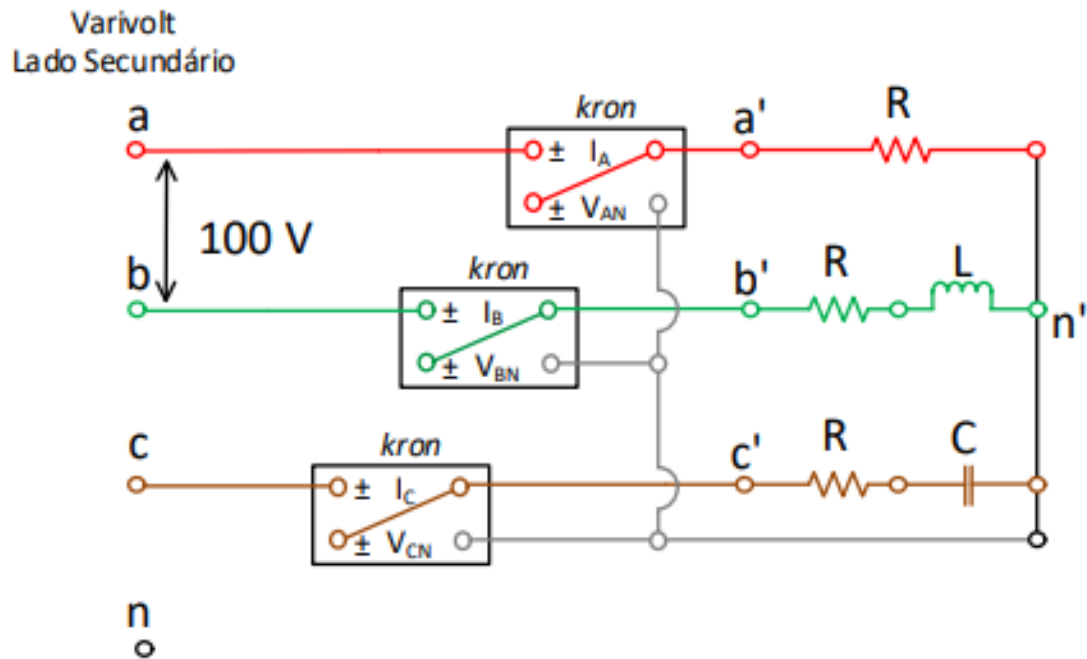 Varivolt
Lado Secundário
a
kron
a'
R
± I_A
± V_AN
100 V
b
kron
b'
R
L
± I_B
± V_BN
n'
c
kron
c'
R
C
± I_C
± V_CN
n